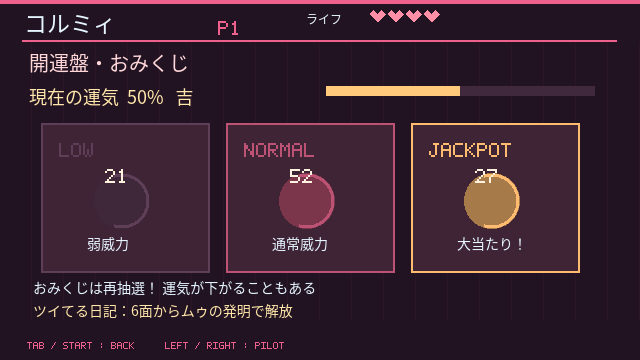 コルミィ
P1
ライフ
開運盤・おみくじ
現在の運気 50% 吉
LOW
21
弱威力
NORMAL
52
通常威力
JACKPOT
27
大当たり！
おみくじは再抽選！ 運気が下がることもある
ツイてる日記：6面からムゥの発明で解放
TAB / START : BACK
LEFT / RIGHT : PILOT